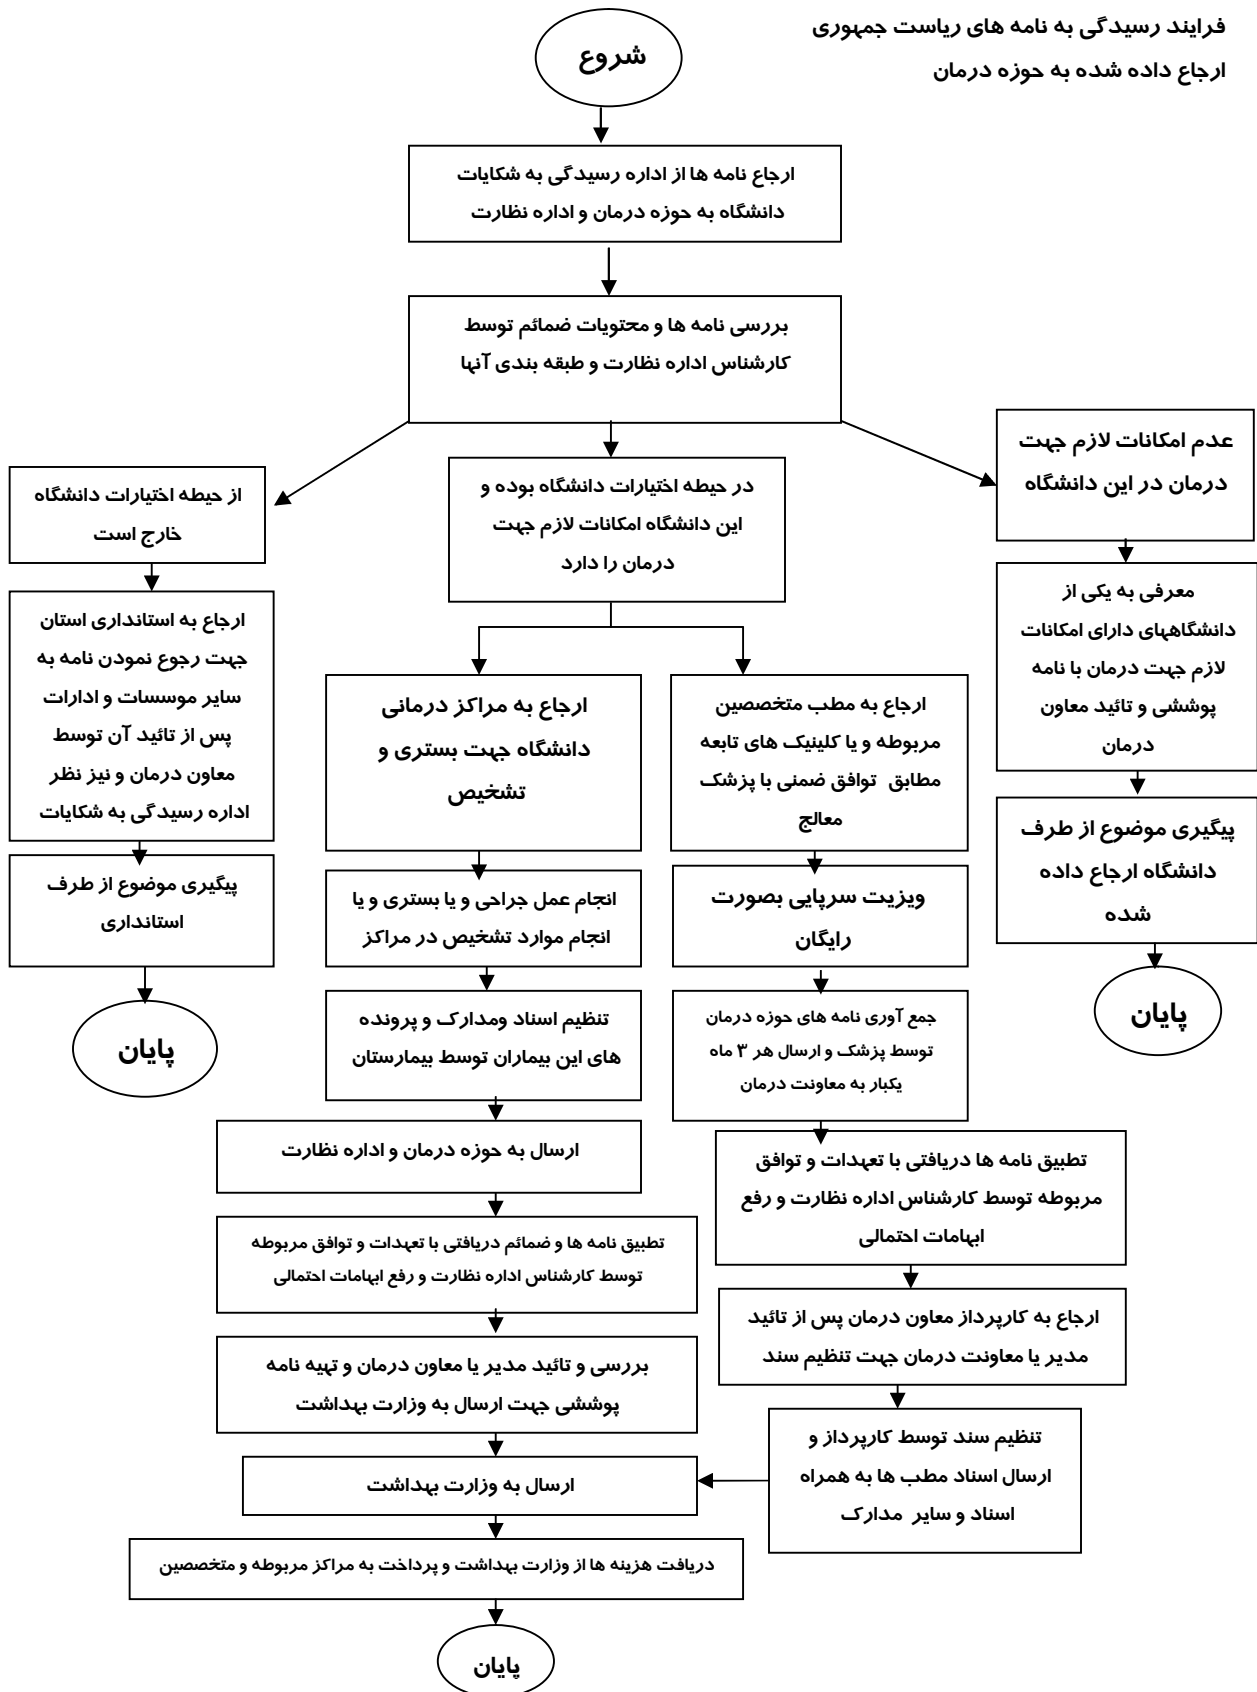 فرایند رسیدگی به نامه های ریاست جمهوری
ارجاع داده شده به حوزه درمان
شروع
ارجاع نامه ها از اداره رسیدگی به شکایات
دانشگاه به حوزه درمان و اداره نظارت
بررسی نامه ها و محتویات ضمائم توسط
کارشناس اداره نظارت و طبقه بندی آنها
عدم امکانات لازم جهت
درمان در این دانشگاه
معرفی به یکی از
دانشگاههای دارای امکانات
لازم جهت درمان با نامه
پوششی و تائید معاون
درمان
پیگیری موضوع از طرف
دانشگاه ارجاع داده
شده
پایان
در حیطه اختیارات دانشگاه بوده و
این دانشگاه امکانات لازم جهت
درمان را دارد
ارجاع به مطب متخصصین
مربوطه و یا کلینیک های تابعه
مطابق توافق ضمنی با پزشک
معالج
ویزیت سرپایی بصورت
رایگان
جمع آوری نامه های حوزه درمان
توسط پزشک و ارسال هر ۳ ماه
یکبار به معاونت درمان
تطبیق نامه ها دریافتی با تعهدات و توافق
مربوطه توسط کارشناس اداره نظارت و رفع
ابهامات احتمالی
ارجاع به کارپرداز معاون درمان پس از تائید
مدیر یا معاونت درمان جهت تنظیم سند
تنظیم سند توسط کارپرداز و
ارسال اسناد مطب ها به همراه
اسناد و سایر مدارک
ارجاع به مراکز درمانی
دانشگاه جهت بستری و
تشخیص
انجام عمل جراحی و یا بستری و یا
انجام موارد تشخیص در مراکز
تنظیم اسناد ومدارک و پرونده
های این بیماران توسط بیمارستان
ارسال به حوزه درمان و اداره نظارت
تطبیق نامه ها و ضمائم دریافتی با تعهدات و توافق مربوطه
توسط کارشناس اداره نظارت و رفع ابهامات احتمالی
بررسی و تائید مدیر یا معاون درمان و تهیه نامه
پوششی جهت ارسال به وزارت بهداشت
ارسال به وزارت بهداشت
دریافت هزینه ها از وزارت بهداشت و پرداخت به مراکز مربوطه و متخصصین
پایان
از حیطه اختیارات دانشگاه
خارج است
ارجاع به استانداری استان
جهت رجوع نمودن نامه به
سایر موسسات و ادارات
پس از تائید آن توسط
معاون درمان و نیز نظر
اداره رسیدگی به شکایات
پیگیری موضوع از طرف
استانداری
پایان